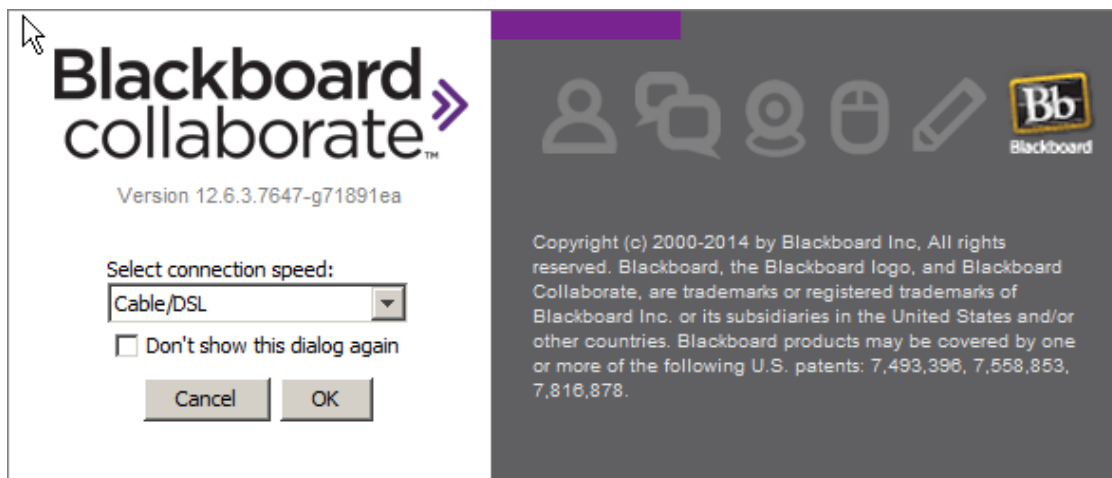 Blackboard
collaborate™
Version 12.6.3.7647-g71891ea
Select connection speed:
Cable/DSL
Don't show this dialog again
Cancel
OK
Bb
Blackboard
Copyright (c) 2000-2014 by Blackboard Inc, All rights
reserved. Blackboard, the Blackboard logo, and Blackboard
Collaborate, are trademarks or registered trademarks of
Blackboard Inc. or its subsidiaries in the United States and/or
other countries. Blackboard products may be covered by one
or more of the following U.S. patents: 7,493,396, 7,558,853,
7,816,878.